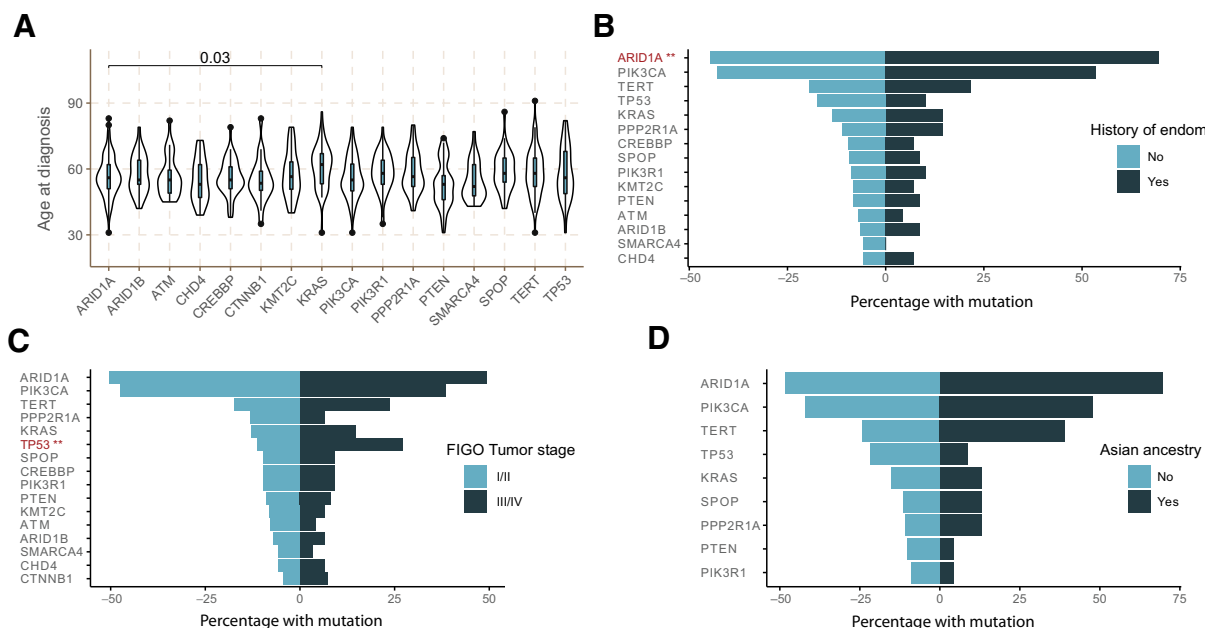 A
0.03
Age at diagnosis
90
60
30
ARID1A
ARID1B
ATM
CHD4
CREBBP
CTNNB1
KMT2C
KRAS
PIK3CA
PIK3R1
PPP2R1A
PTEN
SMARCA4
SPOP
TERT
TP53
B
ARID1A **
PIK3CA
TERT
TP53
KRAS
PPP2R1A
CREBBP
SPOP
PIK3R1
KMT2C
PTEN
ATM
ARID1B
SMARCA4
CHD4
−50
−25
0
25
50
75
Percentage with mutation
History of endom
No
Yes
C
ARID1A
PIK3CA
TERT
PPP2R1A
KRAS
TP53 **
SPOP
CREBBP
PIK3R1
PTEN
KMT2C
ATM
ARID1B
SMARCA4
CHD4
CTNNB1
−50
−25
0
25
50
Percentage with mutation
FIGO Tumor stage
I/II
III/IV
D
ARID1A
PIK3CA
TERT
TP53
KRAS
SPOP
PPP2R1A
PTEN
PIK3R1
−50
−25
0
25
50
75
Percentage with mutation
Asian ancestry
No
Yes